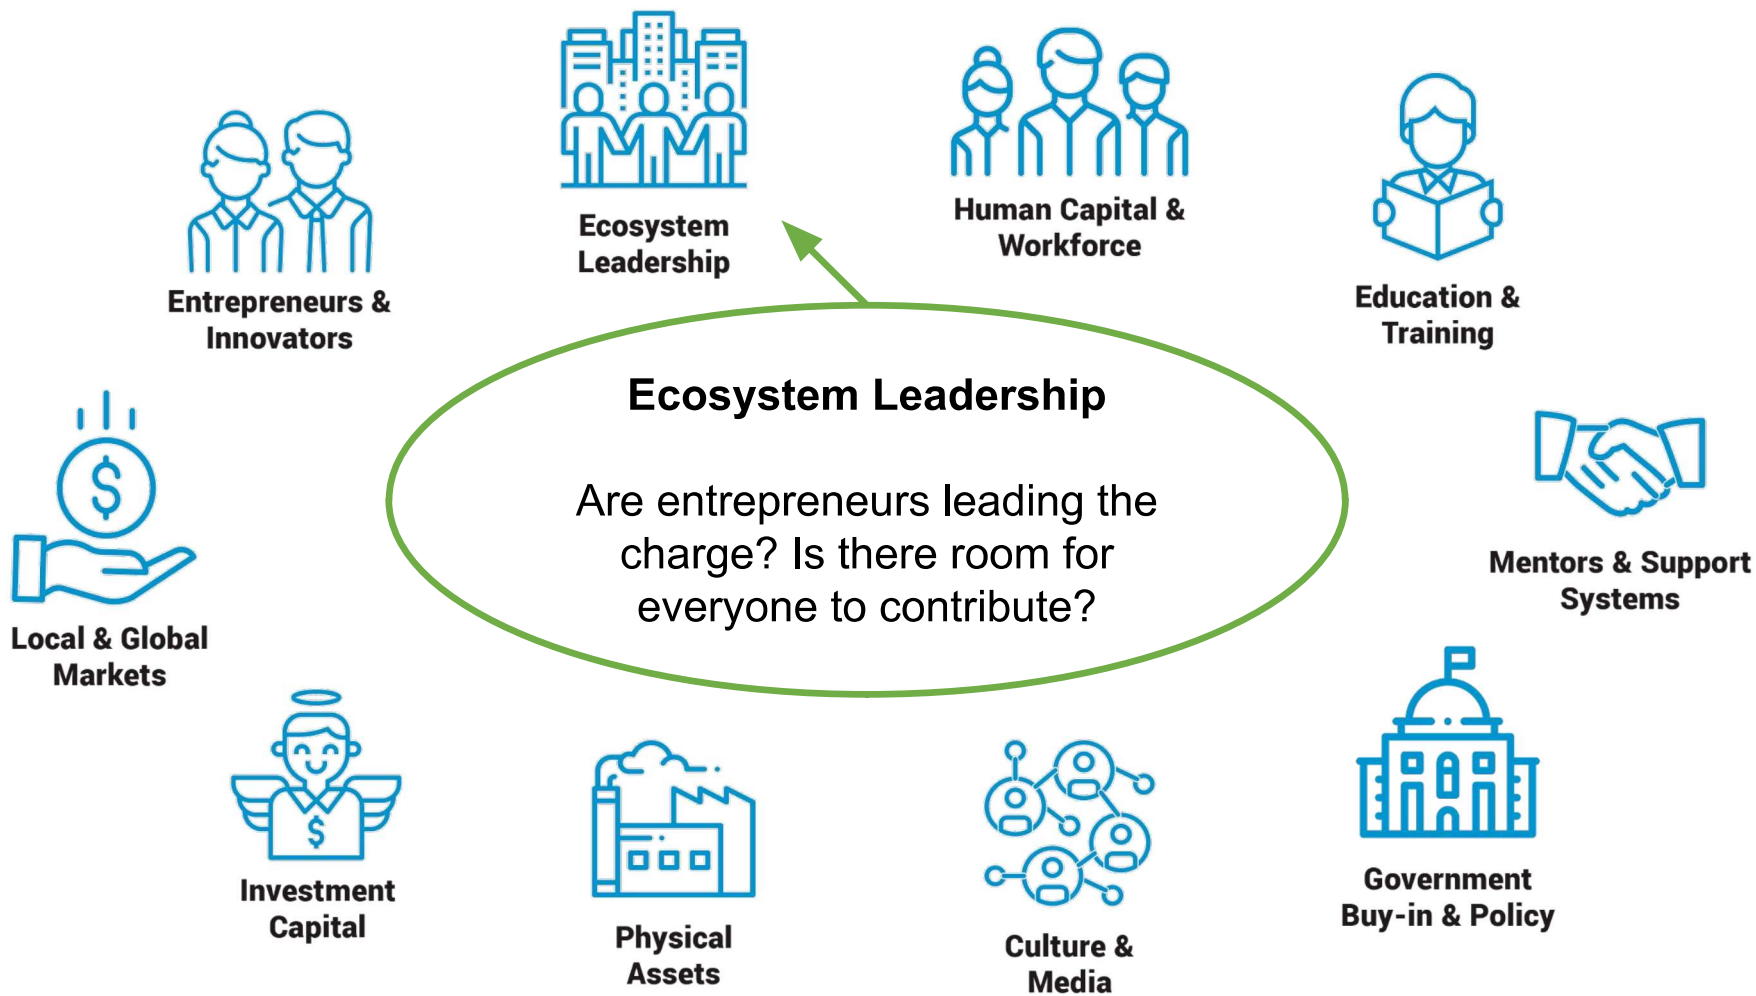 Ecosystem
Leadership
Human Capital &
Workforce
Entrepreneurs &
Innovators
Education &
Training
Ecosystem Leadership
Are entrepreneurs leading the
charge? Is there room for
everyone to contribute?
$
Local & Global
Markets
Mentors & Support
Systems
$
Investment
Capital
Physical
Assets
Culture &
Media
Government
Buy-in & Policy